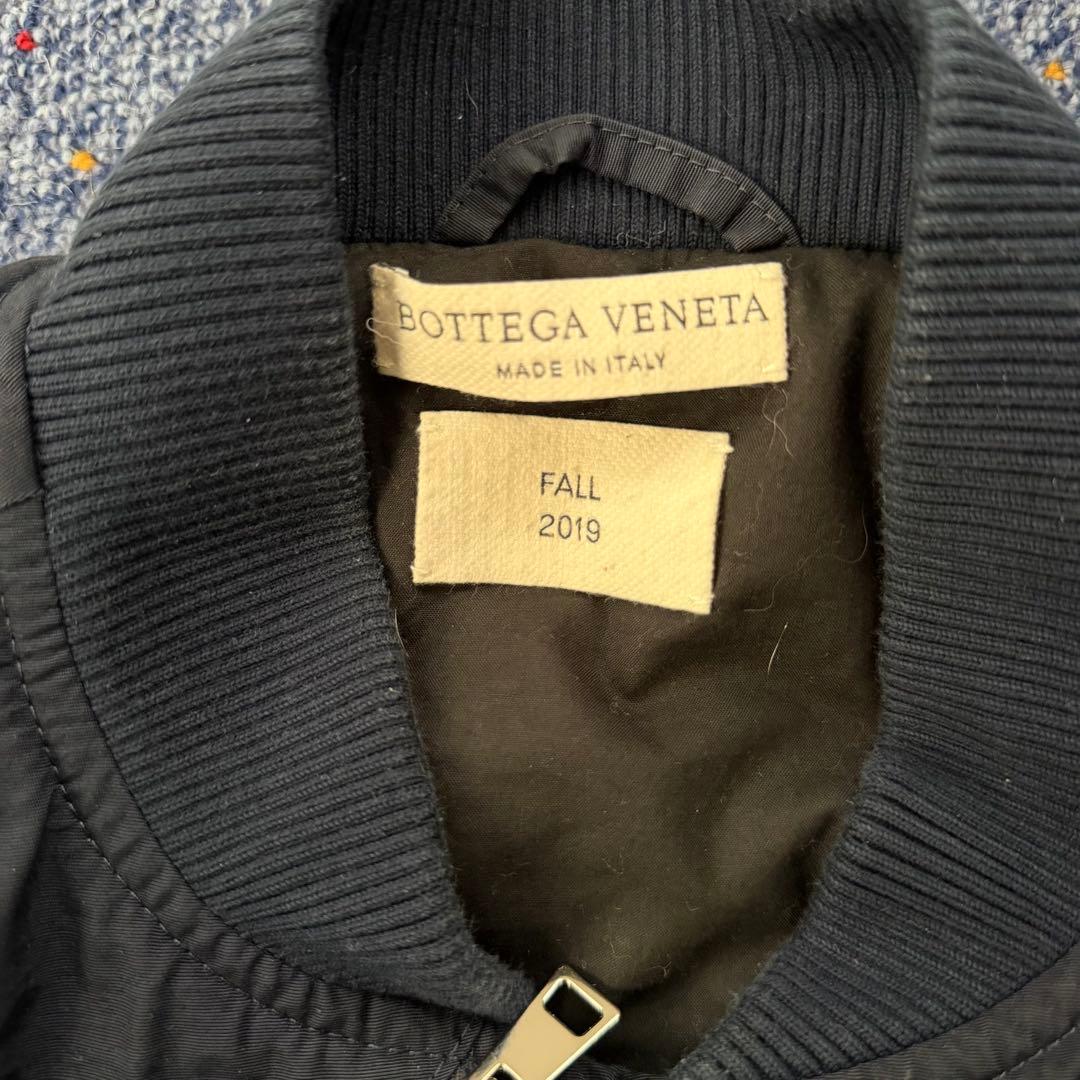 BOTTEGA VENETA
MADE IN ITALY
FALL
2019